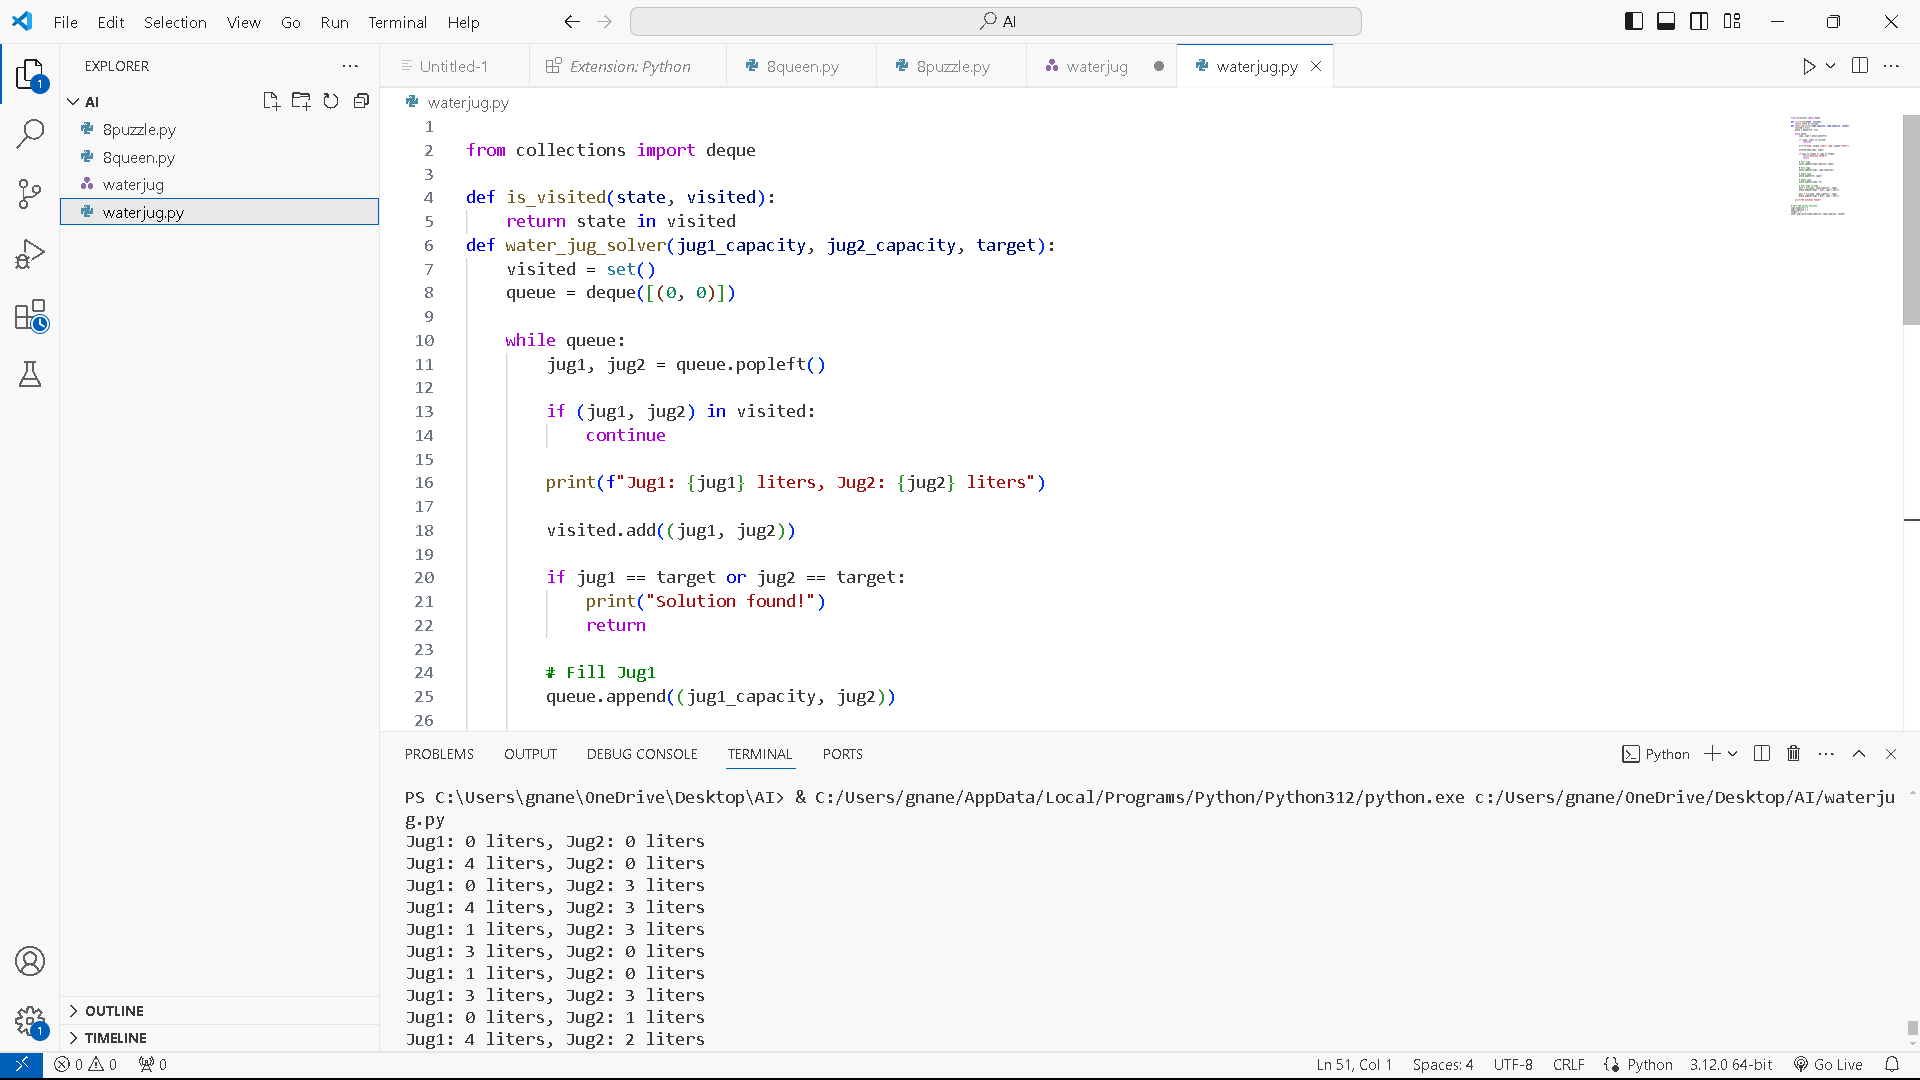 File Edit Selection View Go Run Terminal Help
AI
EXPLORER
AI
8puzzle.py
8queen.py
waterjug
waterjug.py
OUTLINE
TIMELINE
Untitled-1 Extension: Python 8queen.py 8puzzle.py waterjug waterjug.py
waterjug.py
1
2 from collections import deque
3
4 def is_visited(state, visited):
5 return state in visited
6 def water_jug_solver(jug1_capacity, jug2_capacity, target):
7 visited = set()
8 queue = deque([(0, 0)])
9
10 while queue:
11 jug1, jug2 = queue.popleft()
12
13 if (jug1, jug2) in visited:
14 continue
15
16 print(f"Jug1: {jug1} liters, Jug2: {jug2} liters")
17
18 visited.add((jug1, jug2))
19
20 if jug1 == target or jug2 == target:
21 print("Solution found!")
22 return
23
24 # Fill Jug1
25 queue.append((jug1_capacity, jug2))
26
PROBLEMS OUTPUT DEBUG CONSOLE TERMINAL PORTS
Python
PS C:\Users\gnane\OneDrive\Desktop\AI> & C:/Users/gnane/AppData/Local/Programs/Python/Python312/python.exe c:/Users/gnane/OneDrive/Desktop/AI/waterju
g.py
Jug1: 0 liters, Jug2: 0 liters
Jug1: 4 liters, Jug2: 0 liters
Jug1: 0 liters, Jug2: 3 liters
Jug1: 4 liters, Jug2: 3 liters
Jug1: 1 liters, Jug2: 3 liters
Jug1: 3 liters, Jug2: 0 liters
Jug1: 1 liters, Jug2: 0 liters
Jug1: 3 liters, Jug2: 3 liters
Jug1: 0 liters, Jug2: 1 liters
Jug1: 4 liters, Jug2: 2 liters
1
1
0 0 0 Ln 51, Col 1 Spaces: 4 UTF-8 CRLF Python 3.12.0 64-bit Go Live